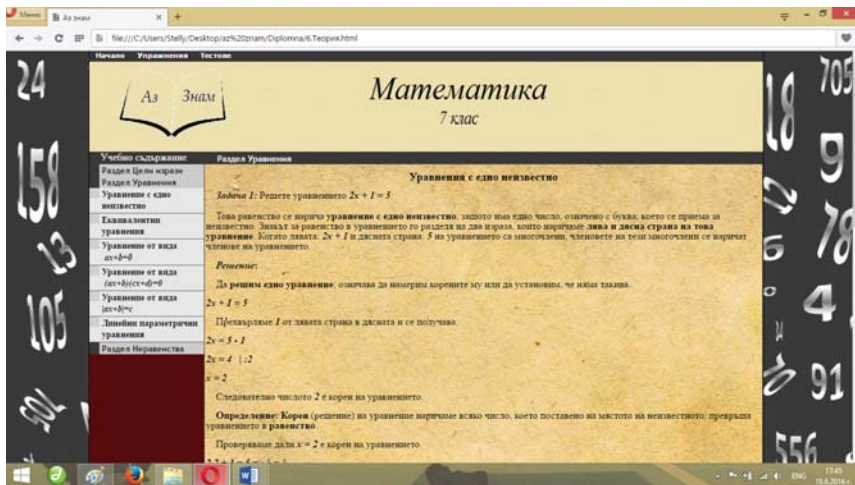 Меню
Аз знам
file:///C:/Users/Stelly/Desktop/az%20znam/Diplomna/6.Теория.html
Начало Упражнения Тестове
Аз Знам
Математика
7 клас
Учебно съдържание
Раздел Цели изрази
Раздел Уравнения
Уравнение с едно
неизвестно
Еквивалентни
уравнения
Уравнение от вида
ax+b=0
Уравнение от вида
(ax+b)(cx+d)=0
Уравнение от вида
|ax+b|=c
Линейни параметрични
уравнения
Раздел Неравенства
Раздел Уравнения
Уравнения с едно неизвестно
Задача 1: Решете уравнението 2x + 1 = 5.
Това равенство се нарича уравнение с едно неизвестно, защото има едно число, означено с буква, което се приема за
неизвестно. Знакът за равенство в уравнението го разделя на два израза, които наричаме лява и дясна страна на това
уравнение. Когато лявата: 2x + 1 и дясната страна: 5 на уравнението са многочлени, членовете на тези многочлени се наричат
членове на уравнението.
Решение:
Да решим едно уравнение, означава да намерим корените му или да установим, че няма такива.
2x + 1 = 5
Прехвърляме 1 от лявата страна в дясната и се получава:
2x = 5 - 1
2x = 4 | :2
x = 2
Следователно числото 2 е корен на уравнението.
Определение: Корен (решение) на уравнение наричаме всяко число, което поставено на мястото на неизвестното, превръща
уравнението в равенство.
Проверяваме дали x = 2 е корен на уравнението.
24
158
13
105
705
18
9
78
6
4
91
556
ENG
17:45
18.6.2016 г.